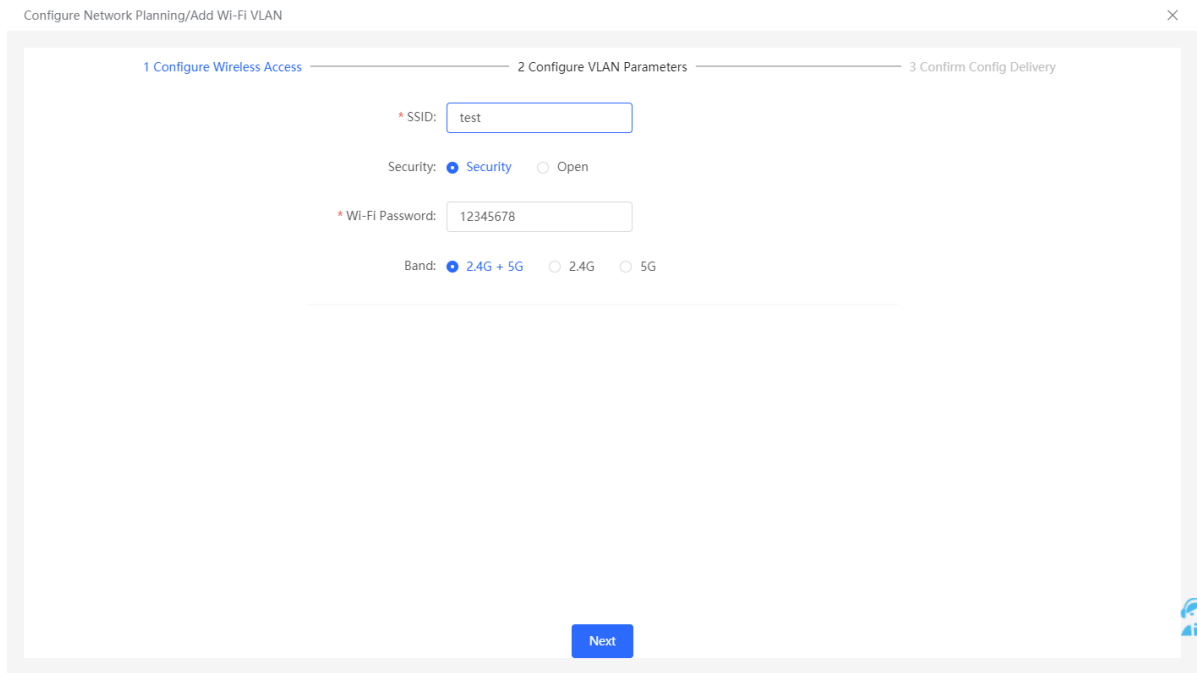 Configure Network Planning/Add Wi-Fi VLAN
1 Configure Wireless Access 2 Configure VLAN Parameters 3 Confirm Config Delivery
* SSID: test
Security: Security Open
* Wi-Fi Password: 12345678
Band: 2.4G + 5G 2.4G 5G
Next